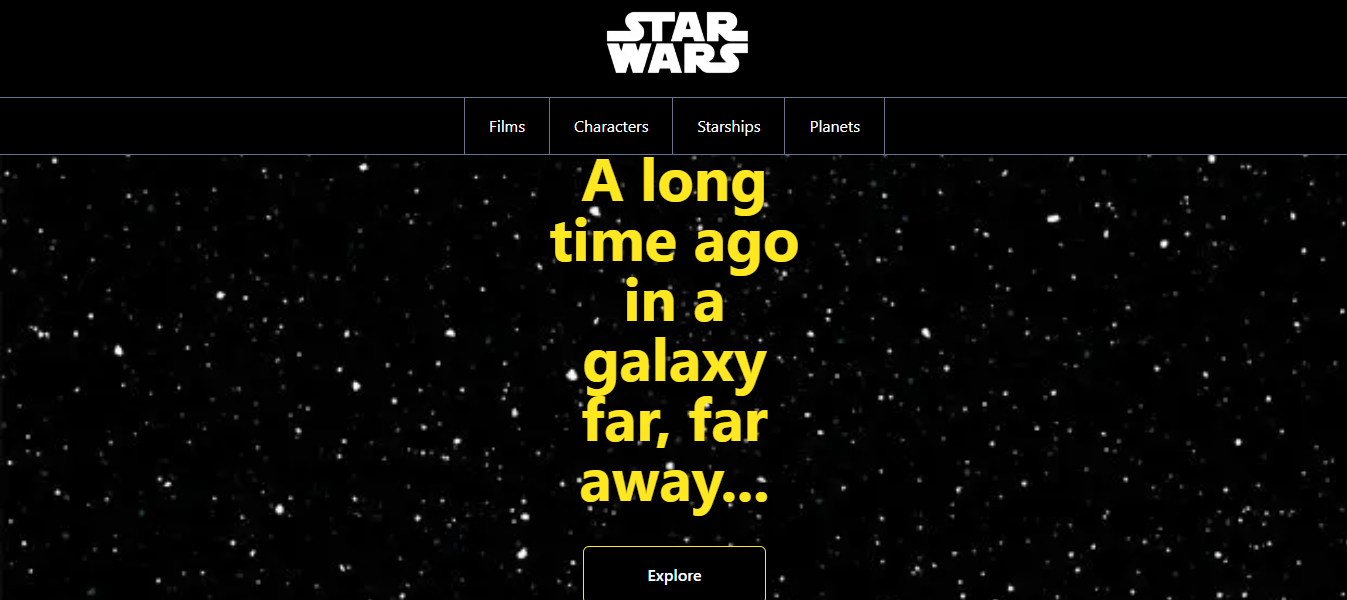 STAR
WARS
Films
Characters
Starships
Planets
A long
time ago
in a
galaxy
far, far
away...
Explore